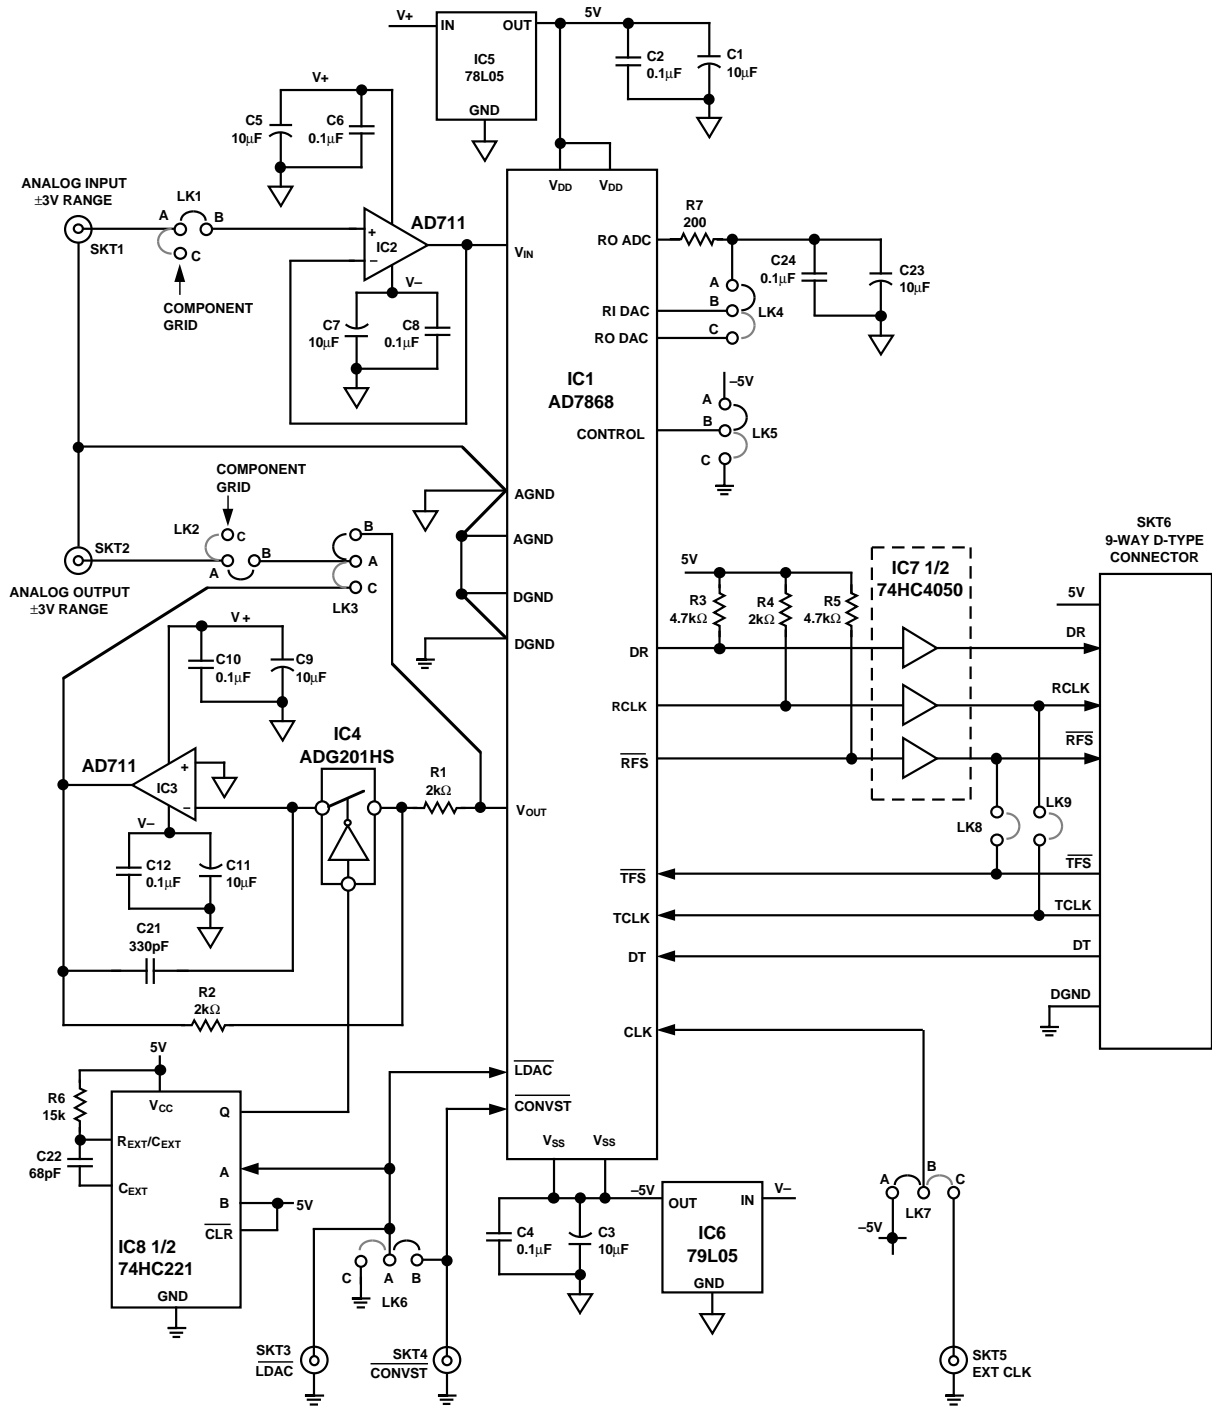 V+
IN
OUT
5V
IC5
78L05
GND
C2
0.1µF
C1
10µF
V+
C5
10µF
C6
0.1µF
ANALOG INPUT
±3V RANGE
LK1
A
B
C
SKT1
COMPONENT
GRID
AD711
+
IC2
–
V–
C7
10µF
C8
0.1µF
VDD
VDD
VIN
RO ADC
R7
200
C24
0.1µF
C23
10µF
RI DAC
RO DAC
A
B
C
LK4
IC1
AD7868
–5V
CONTROL
A
B
C
LK5
AGND
AGND
DGND
DGND
COMPONENT
GRID
LK2
C
SKT2
A
B
B
A
C
LK3
ANALOG OUTPUT
±3V RANGE
V+
C10
0.1µF
C9
10µF
IC4
ADG201HS
AD711
IC3
+
–
V–
R1
2kΩ
VOUT
C12
0.1µF
C11
10µF
C21
330pF
R2
2kΩ
5V
R3
4.7kΩ
R4
2kΩ
R5
4.7kΩ
IC7 1/2
74HC4050
SKT6
9-WAY D-TYPE
CONNECTOR
5V
DR
DR
RCLK
RCLK
RFS
RFS
LK8
LK9
TFS
TFS
TCLK
TCLK
DT
DT
DGND
CLK
5V
R6
15k
VCC
Q
REXT/CEXT
C22
68pF
CEXT
A
B
5V
CLR
IC8 1/2
74HC221
GND
LDAC
CONVST
VSS
VSS
C
A
B
LK6
C4
0.1µF
C3
10µF
–5V
OUT
IN
V–
IC6
79L05
GND
A
B
C
LK7
–5V
SKT3
LDAC
SKT4
CONVST
SKT5
EXT CLK